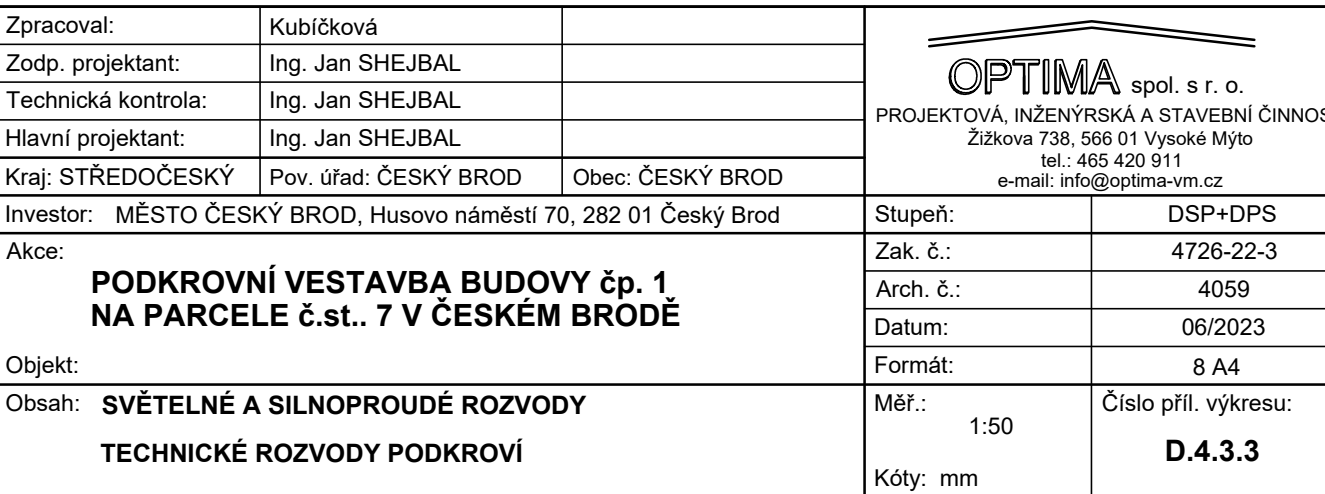 Zpracoval: Kubíčková
Zodp. projektant: Ing. Jan SHEJBAL
Technická kontrola: Ing. Jan SHEJBAL
Hlavní projektant: Ing. Jan SHEJBAL
Kraj: STŘEDOČESKÝ Pov. úřad: ČESKÝ BROD Obec: ČESKÝ BROD
OPTIMA spol. s r. o.
PROJEKTOVÁ, INŽENÝRSKÁ A STAVEBNÍ ČINNOS
Žižkova 738, 566 01 Vysoké Mýto
tel.: 465 420 911
e-mail: info@optima-vm.cz
Investor: MĚSTO ČESKÝ BROD, Husovo náměstí 70, 282 01 Český Brod
Stupeň: DSP+DPS
Akce:
PODKROVNÍ VESTAVBA BUDOVY čp. 1
NA PARCELE č.st.. 7 V ČESKÉM BRODĚ
Zak. č.: 4726-22-3
Arch. č.: 4059
Datum: 06/2023
Objekt:
Formát: 8 A4
Obsah: SVĚTELNÉ A SILNOPROUDÉ ROZVODY
TECHNICKÉ ROZVODY PODKROVÍ
Měř.:
1:50
Kóty: mm
Číslo příl. výkresu:
D.4.3.3